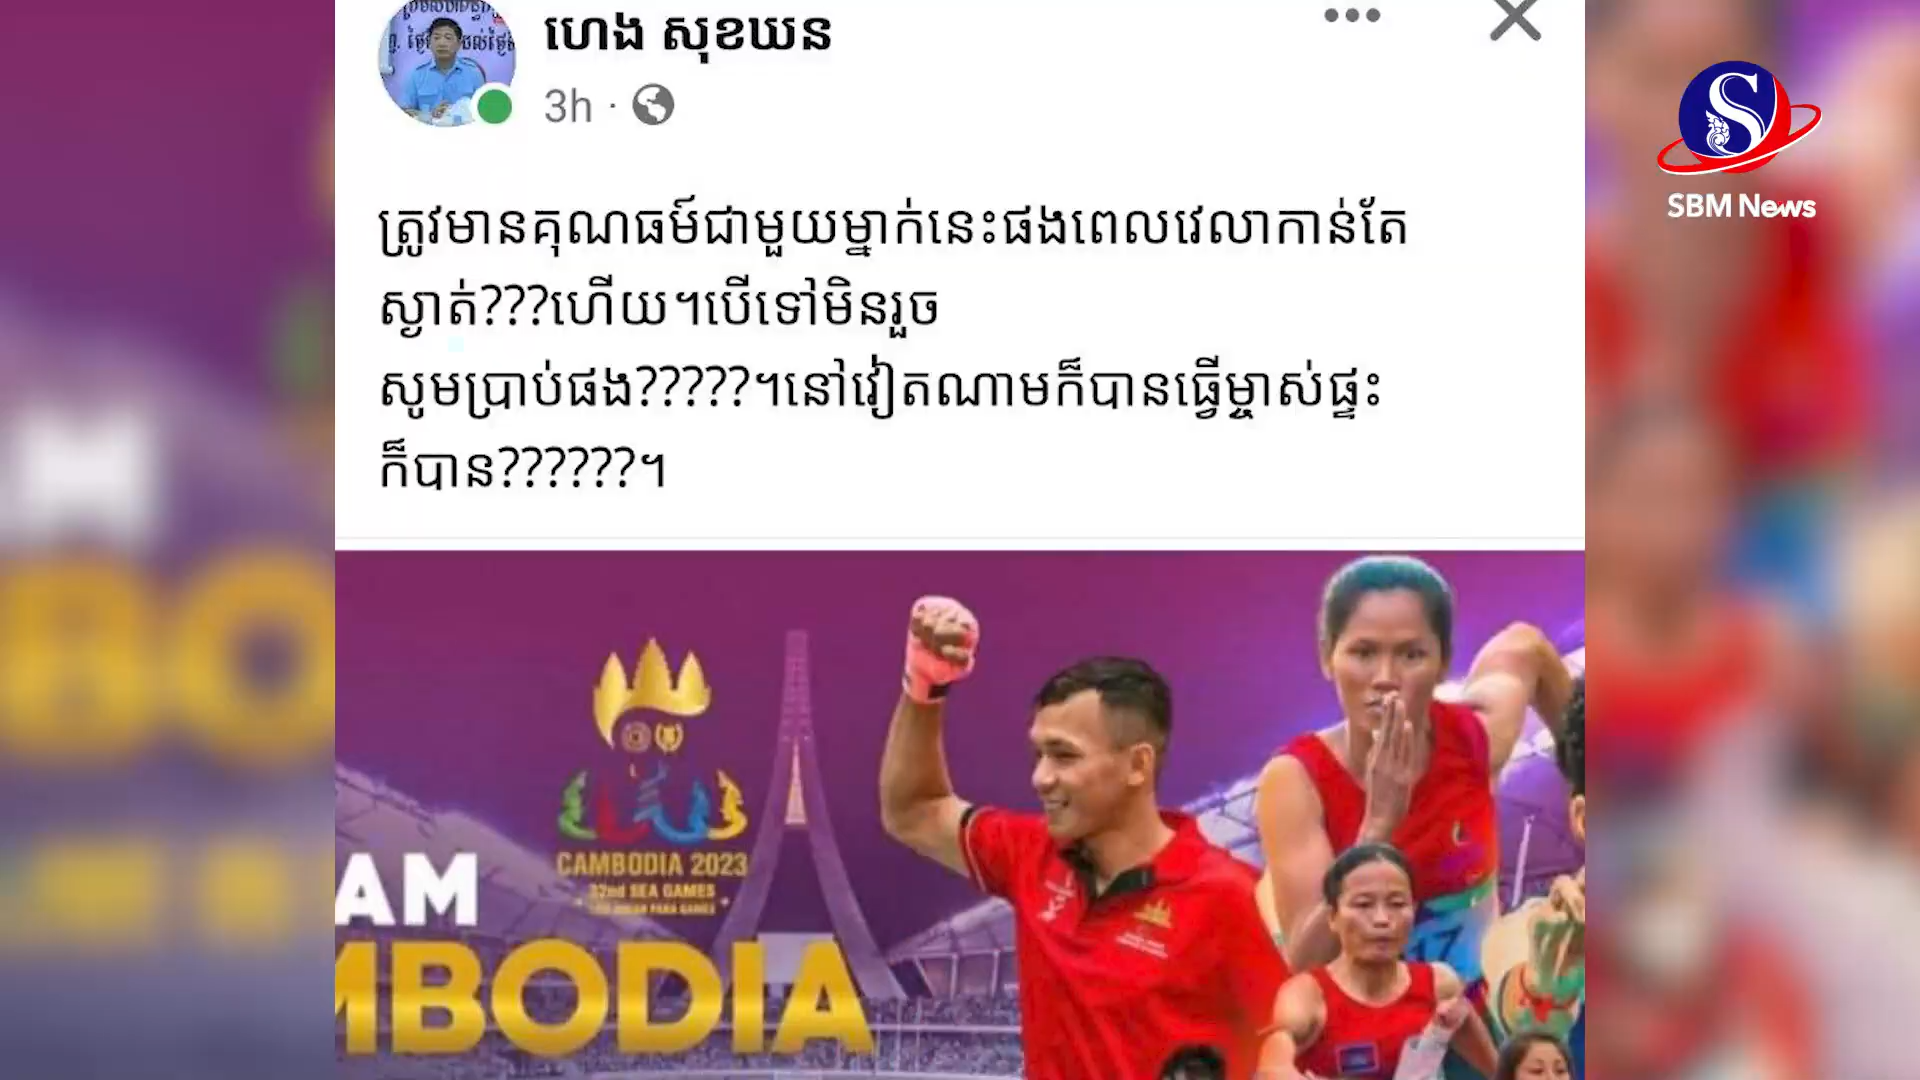 ហេង សុខឃន
3h ·
SBM News
ត្រូវមានគុណធម៍ជាមួយម្នាក់នេះផងពេលវេលាកាន់តែ
ស្ងាត់???ហើយ។បើទៅមិនរួច
សូមប្រាប់ផង?????។នៅវៀតណាមក៏បានធ្វើម្ចាស់ផ្ទះ
ក៏បាន??????។
CAMBODIA 2023
32nd SEA GAMES
AM
MBODIA